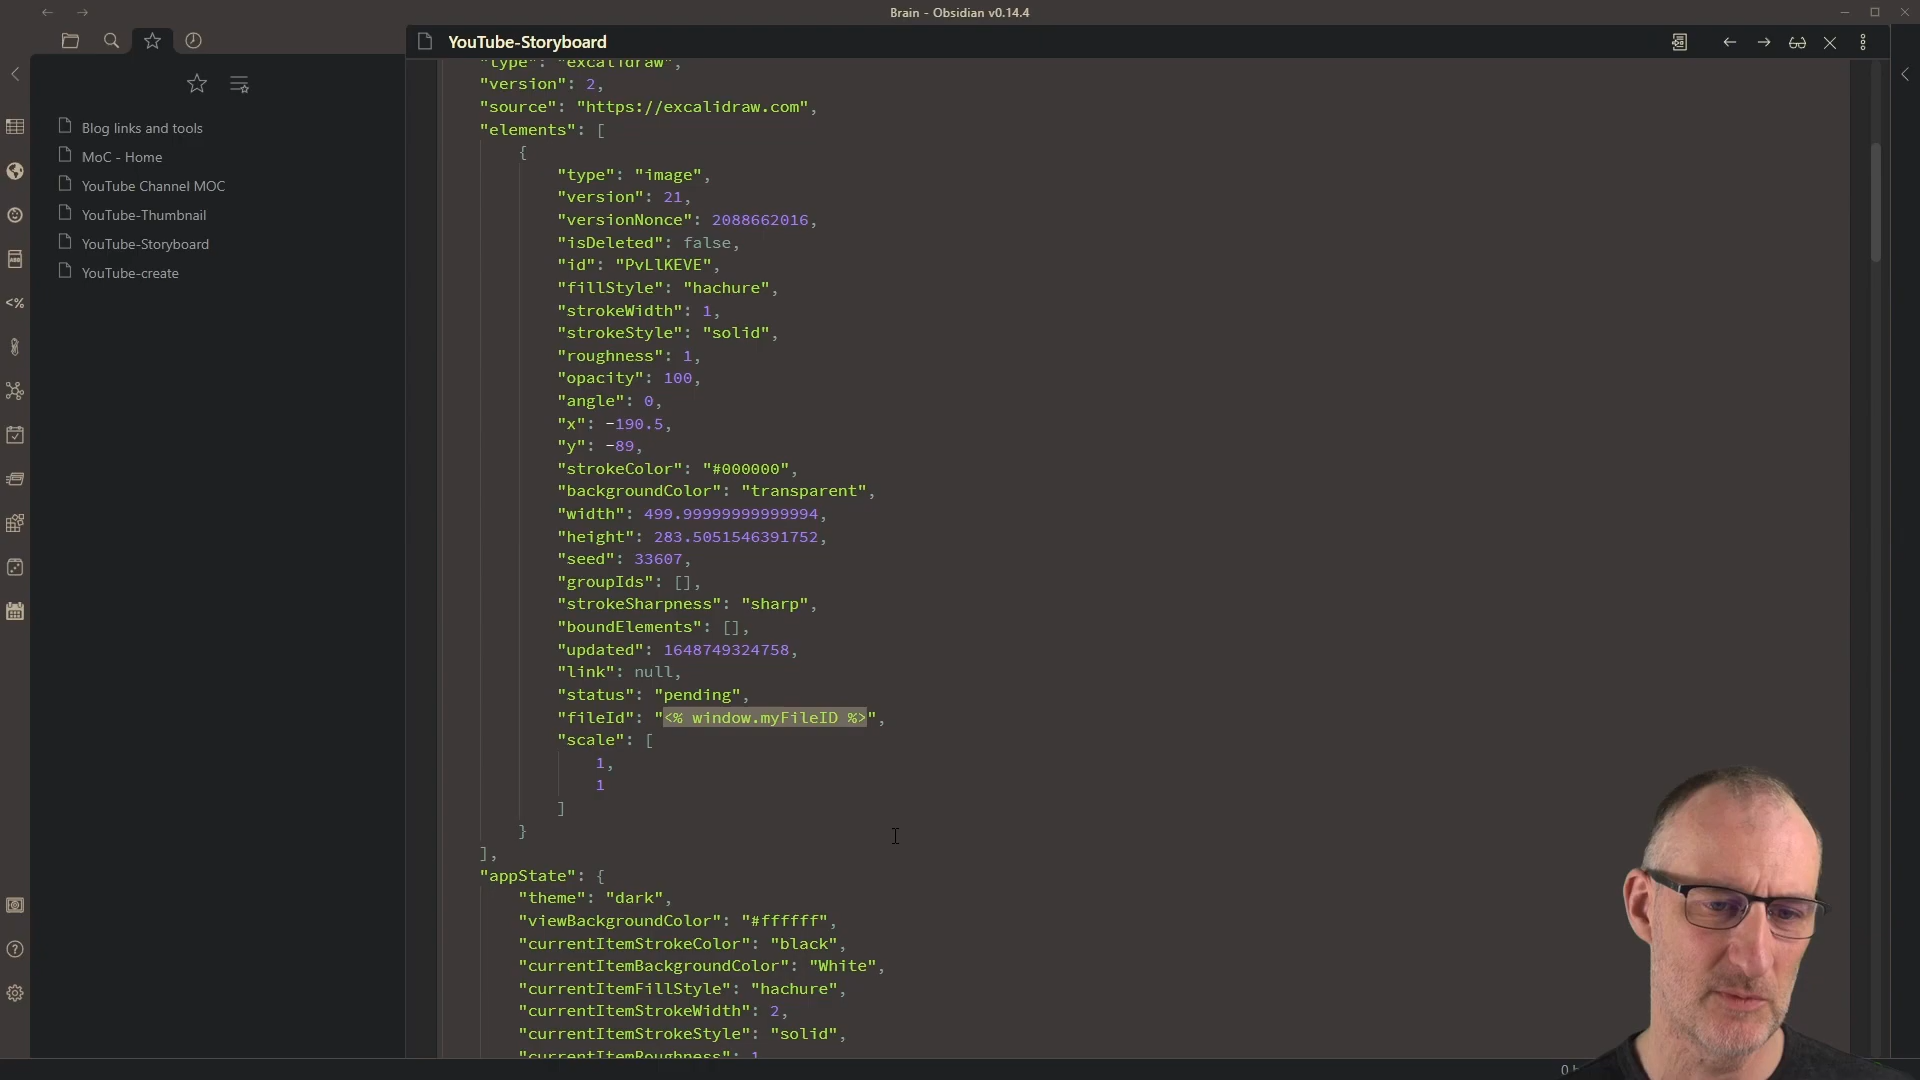 Brain - Obsidian v0.14.4
YouTube-Storyboard
Blog links and tools
MoC - Home
YouTube Channel MOC
YouTube-Thumbnail
YouTube-Storyboard
YouTube-create
<%
"type": "excalidraw",
"version": 2,
"source": "https://excalidraw.com",
"elements": [
{
"type": "image",
"version": 21,
"versionNonce": 2088662016,
"isDeleted": false,
"id": "PvLlKEVE",
"fillStyle": "hachure",
"strokeWidth": 1,
"strokeStyle": "solid",
"roughness": 1,
"opacity": 100,
"angle": 0,
"x": -190.5,
"y": -89,
"strokeColor": "#000000",
"backgroundColor": "transparent",
"width": 499.99999999999994,
"height": 283.5051546391752,
"seed": 33607,
"groupIds": [],
"strokeSharpness": "sharp",
"boundElements": [],
"updated": 1648749324758,
"link": null,
"status": "pending",
"fileId": "<% window.myFileID %>",
"scale": [
1,
1
]
}
],
"appState": {
"theme": "dark",
"viewBackgroundColor": "#ffffff",
"currentItemStrokeColor": "black",
"currentItemBackgroundColor": "White",
"currentItemFillStyle": "hachure",
"currentItemStrokeWidth": 2,
"currentItemStrokeStyle": "solid",
"currentItemRoughness": 1